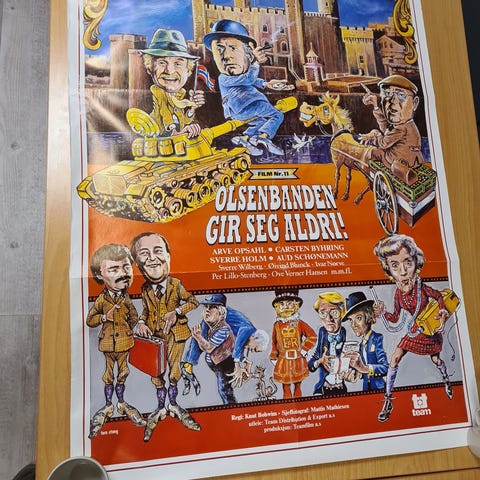 FILM Nr. 11
OLSENBANDEN
GIR SEG ALDRI!
ARVE OPSAHL • CARSTEN BYHRING
SVERRE HOLM • AUD SCHØNEMANN
Sverre Wilberg - Øivind Blunck - Ivar Nørve
Per Lillo-Stenberg - Ove Verner Hansen m.m.fl.
E R
Regi: Knut Bohwim - Sjeffotograf: Mattis Mathiesen
utleie: Team Distribution & Export a.s
produksjon: Teamfilm a.s
team